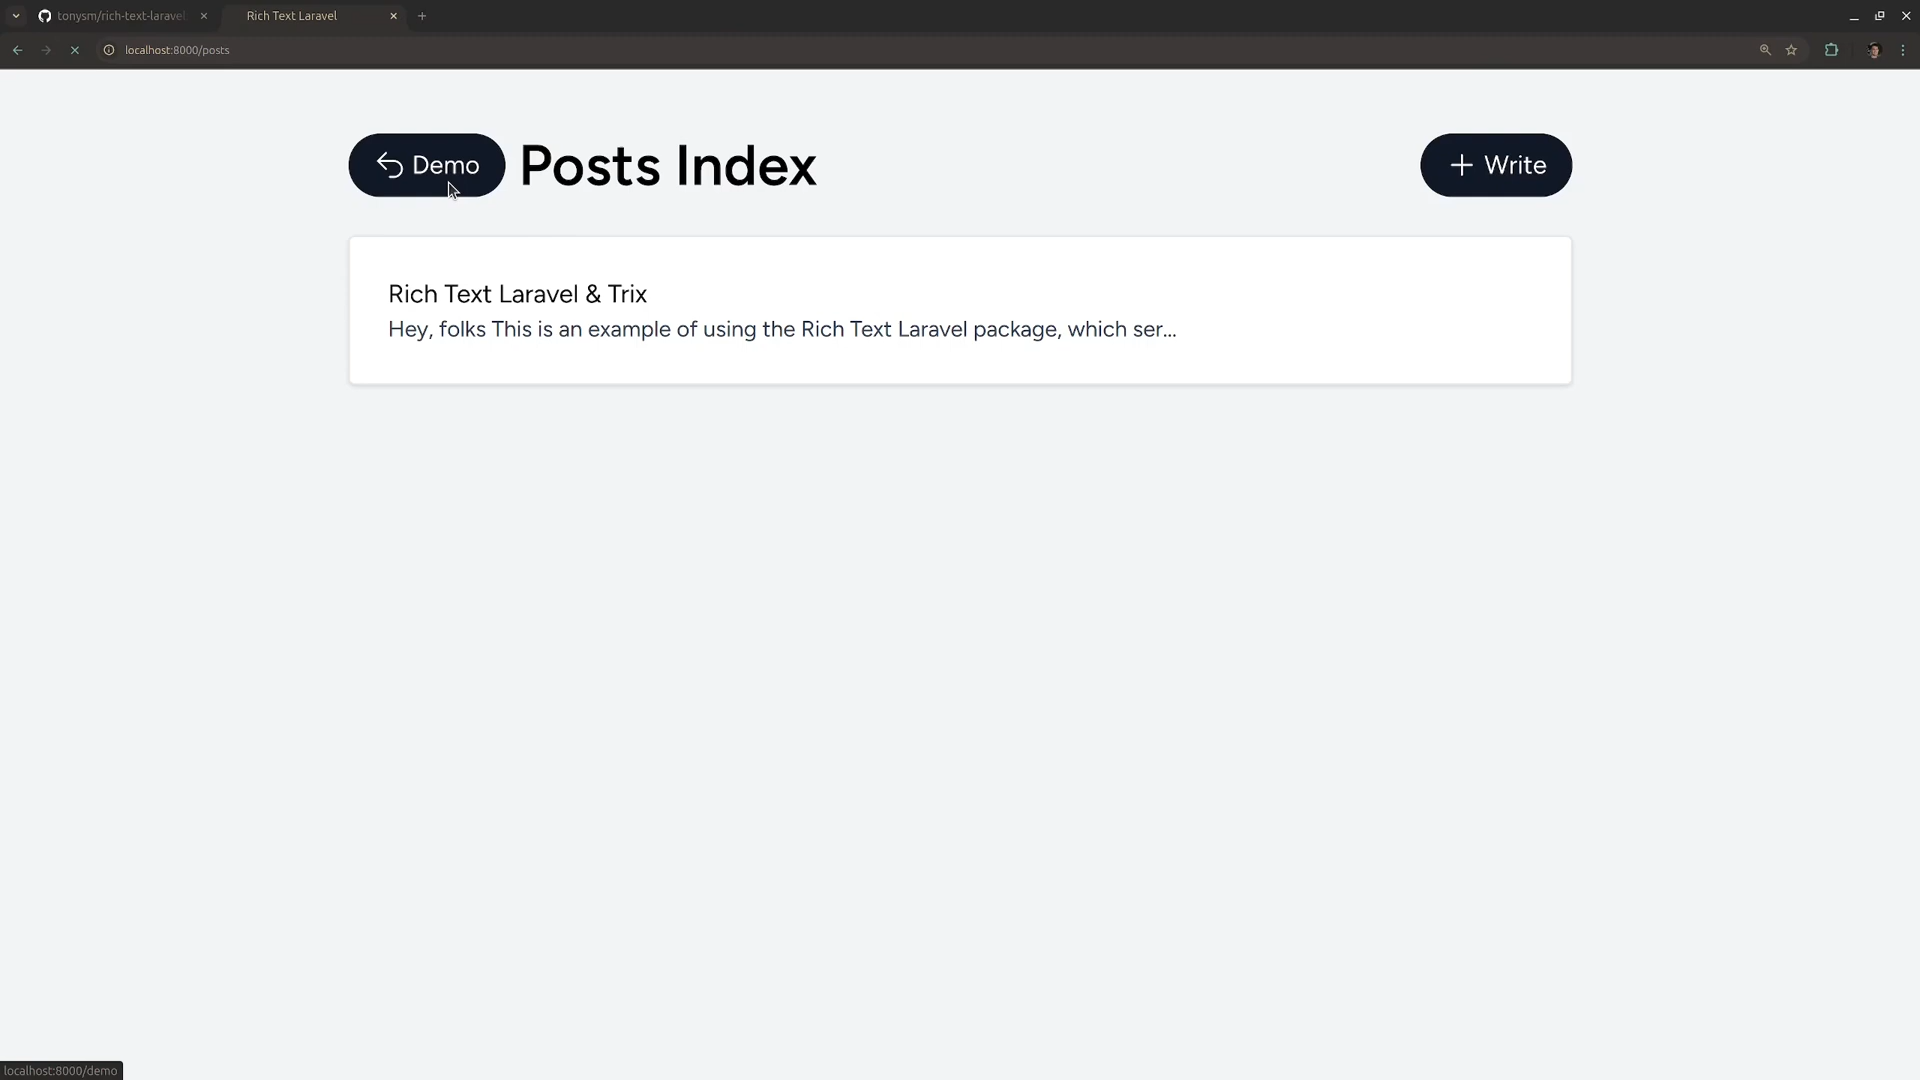 tonysm/rich-text-laravel
Rich Text Laravel
localhost:8000/posts
Demo
Posts Index
Write
Rich Text Laravel & Trix
Hey, folks This is an example of using the Rich Text Laravel package, which ser...
localhost:8000/demo